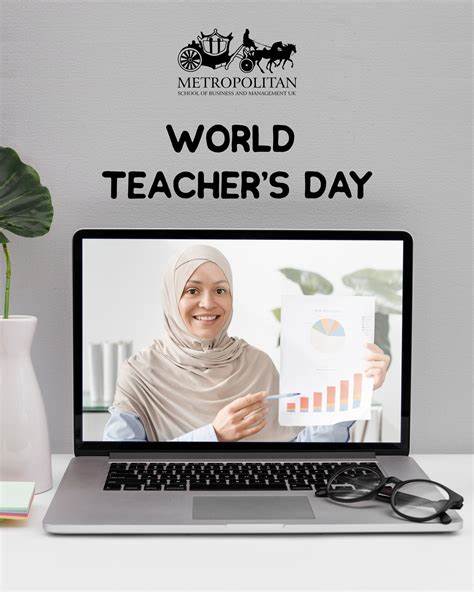 METROPOLITAN
SCHOOL OF BUSINESS AND MANAGEMENT UK
WORLD
TEACHER'S DAY